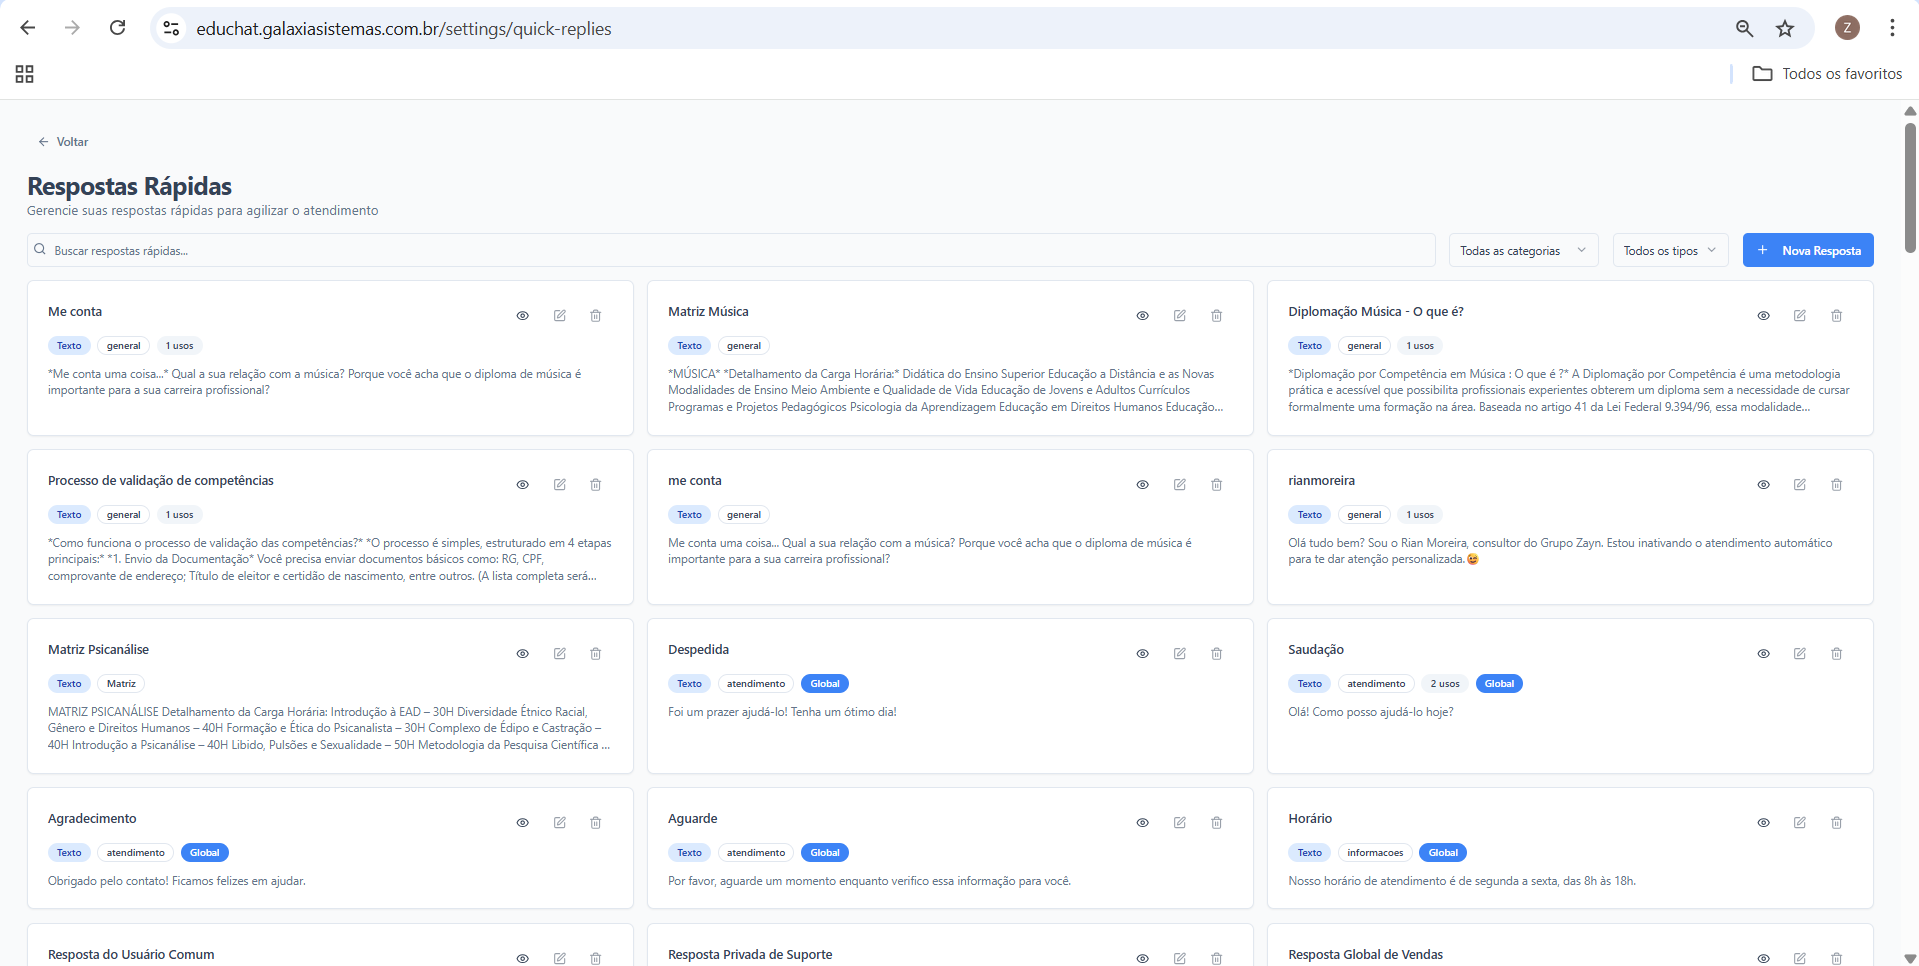 educhat.galaxiasistemas.com.br/settings/quick-replies
Z
Todos os favoritos
Voltar
Respostas Rápidas
Gerencie suas respostas rápidas para agilizar o atendimento
Buscar respostas rápidas...
Todas as categorias
Todos os tipos
+ Nova Resposta
Me conta
Texto general 1 usos
*Me conta uma coisa...* Qual a sua relação com a música? Porque você acha que o diploma de música é
importante para a sua carreira profissional?
Matriz Música
Texto general
*MÚSICA* *Detalhamento da Carga Horária:* Didática do Ensino Superior Educação a Distância e as Novas
Modalidades de Ensino Meio Ambiente e Qualidade de Vida Educação de Jovens e Adultos Currículos
Programas e Projetos Pedagógicos Psicologia da Aprendizagem Educação em Direitos Humanos Educação...
Diplomação Música - O que é?
Texto general 1 usos
*Diplomação por Competência em Música : O que é ?* A Diplomação por Competência é uma metodologia
prática e acessível que possibilita profissionais experientes obterem um diploma sem a necessidade de cursar
formalmente uma formação na área. Baseada no artigo 41 da Lei Federal 9.394/96, essa modalidade...
Processo de validação de competências
Texto general 1 usos
*Como funciona o processo de validação das competências?* *O processo é simples, estruturado em 4 etapas
principais:* *1. Envio da Documentação* Você precisa enviar documentos básicos como: RG, CPF,
comprovante de endereço; Título de eleitor e certidão de nascimento, entre outros. (A lista completa será...
me conta
Texto general
Me conta uma coisa... Qual a sua relação com a música? Porque você acha que o diploma de música é
importante para a sua carreira profissional?
rianmoreira
Texto general 1 usos
Olá tudo bem? Sou o Rian Moreira, consultor do Grupo Zayn. Estou inativando o atendimento automático
para te dar atenção personalizada.😉
Matriz Psicanálise
Texto Matriz
MATRIZ PSICANÁLISE Detalhamento da Carga Horária: Introdução à EAD – 30H Diversidade Étnico Racial,
Gênero e Direitos Humanos – 40H Formação e Ética do Psicanalista – 30H Complexo de Édipo e Castração –
40H Introdução a Psicanálise – 40H Libido, Pulsões e Sexualidade – 50H Metodologia da Pesquisa Científica ...
Despedida
Texto atendimento Global
Foi um prazer ajudá-lo! Tenha um ótimo dia!
Saudação
Texto atendimento 2 usos Global
Olá! Como posso ajudá-lo hoje?
Agradecimento
Texto atendimento Global
Obrigado pelo contato! Ficamos felizes em ajudar.
Aguarde
Texto atendimento Global
Por favor, aguarde um momento enquanto verifico essa informação para você.
Horário
Texto informacoes Global
Nosso horário de atendimento é de segunda a sexta, das 8h às 18h.
Resposta do Usuário Comum
Resposta Privada de Suporte
Resposta Global de Vendas